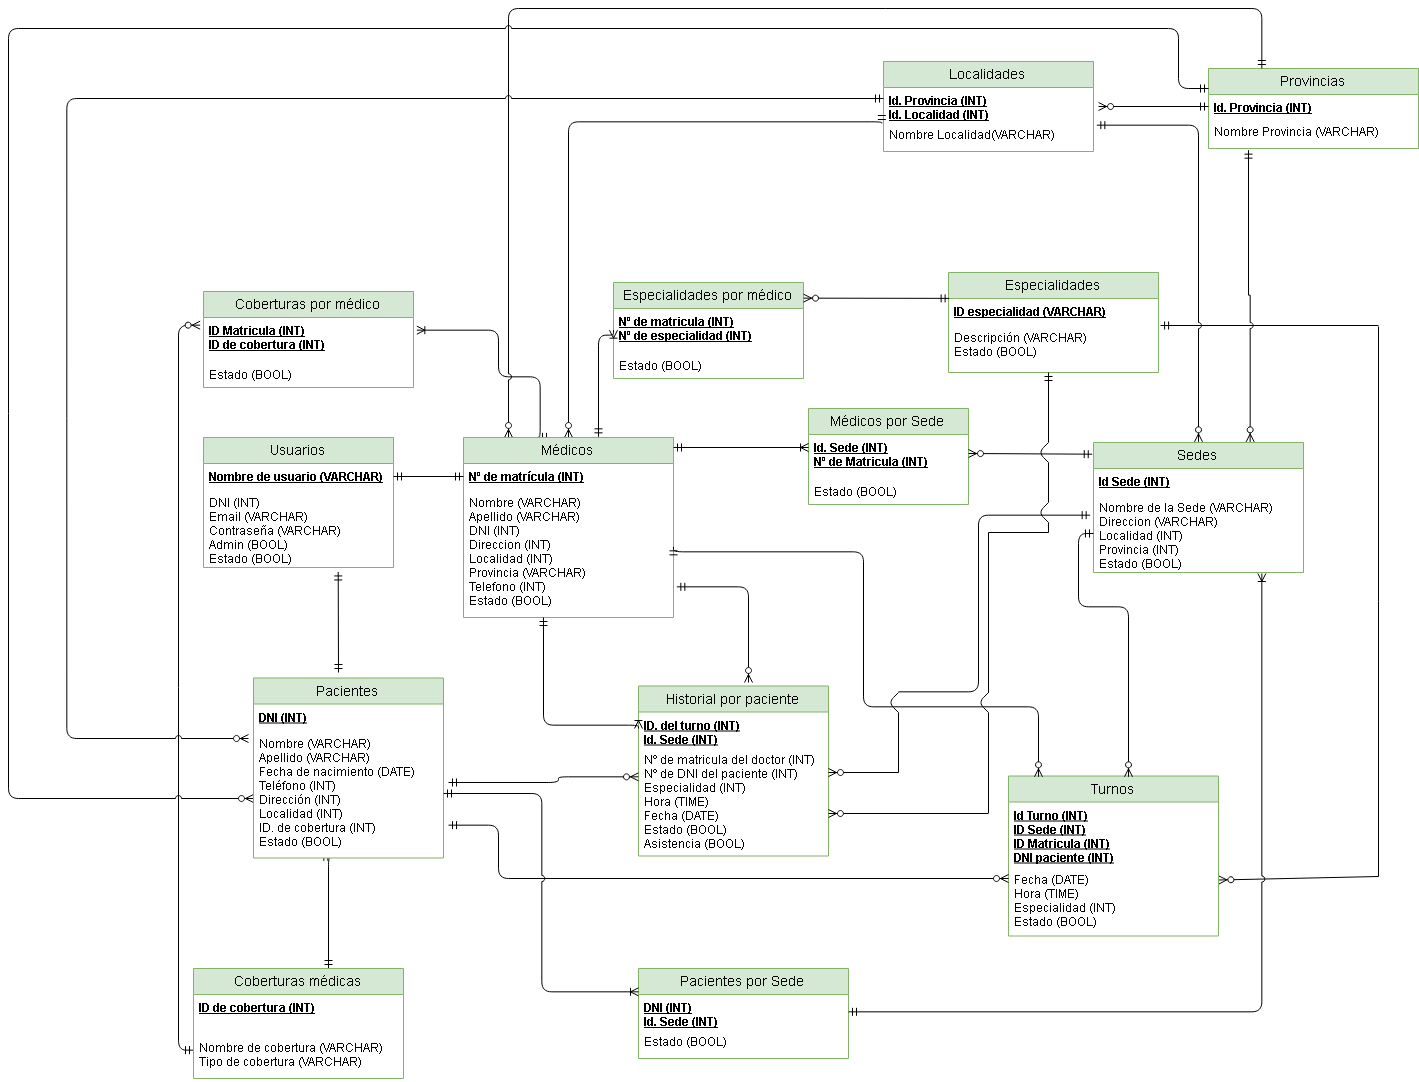 Localidades
Id. Provincia (INT)
Id. Localidad (INT)
Nombre Localidad(VARCHAR)
Provincias
Id. Provincia (INT)
Nombre Provincia (VARCHAR)
Coberturas por médico
ID Matricula (INT)
ID de cobertura (INT)
Estado (BOOL)
Especialidades por médico
Nº de matricula (INT)
Nº de especialidad (INT)
Estado (BOOL)
Especialidades
ID especialidad (VARCHAR)
Descripción (VARCHAR)
Estado (BOOL)
Usuarios
Nombre de usuario (VARCHAR)
DNI (INT)
Email (VARCHAR)
Contraseña (VARCHAR)
Admin (BOOL)
Estado (BOOL)
Médicos
Nº de matrícula (INT)
Nombre (VARCHAR)
Apellido (VARCHAR)
DNI (INT)
Direccion (INT)
Localidad (INT)
Provincia (VARCHAR)
Telefono (INT)
Estado (BOOL)
Médicos por Sede
Id. Sede (INT)
Nº de Matricula (INT)
Estado (BOOL)
Sedes
Id Sede (INT)
Nombre de la Sede (VARCHAR)
Direccion (VARCHAR)
Localidad (INT)
Provincia (INT)
Estado (BOOL)
Pacientes
DNI (INT)
Nombre (VARCHAR)
Apellido (VARCHAR)
Fecha de nacimiento (DATE)
Teléfono (INT)
Dirección (INT)
Localidad (INT)
ID. de cobertura (INT)
Estado (BOOL)
Historial por paciente
ID. del turno (INT)
Id. Sede (INT)
Nº de matricula del doctor (INT)
Nº de DNI del paciente (INT)
Especialidad (INT)
Hora (TIME)
Fecha (DATE)
Estado (BOOL)
Asistencia (BOOL)
Turnos
Id Turno (INT)
ID Sede (INT)
ID Matricula (INT)
DNI paciente (INT)
Fecha (DATE)
Hora (TIME)
Especialidad (INT)
Estado (BOOL)
Coberturas médicas
ID de cobertura (INT)
Nombre de cobertura (VARCHAR)
Tipo de cobertura (VARCHAR)
Pacientes por Sede
DNI (INT)
Id. Sede (INT)
Estado (BOOL)